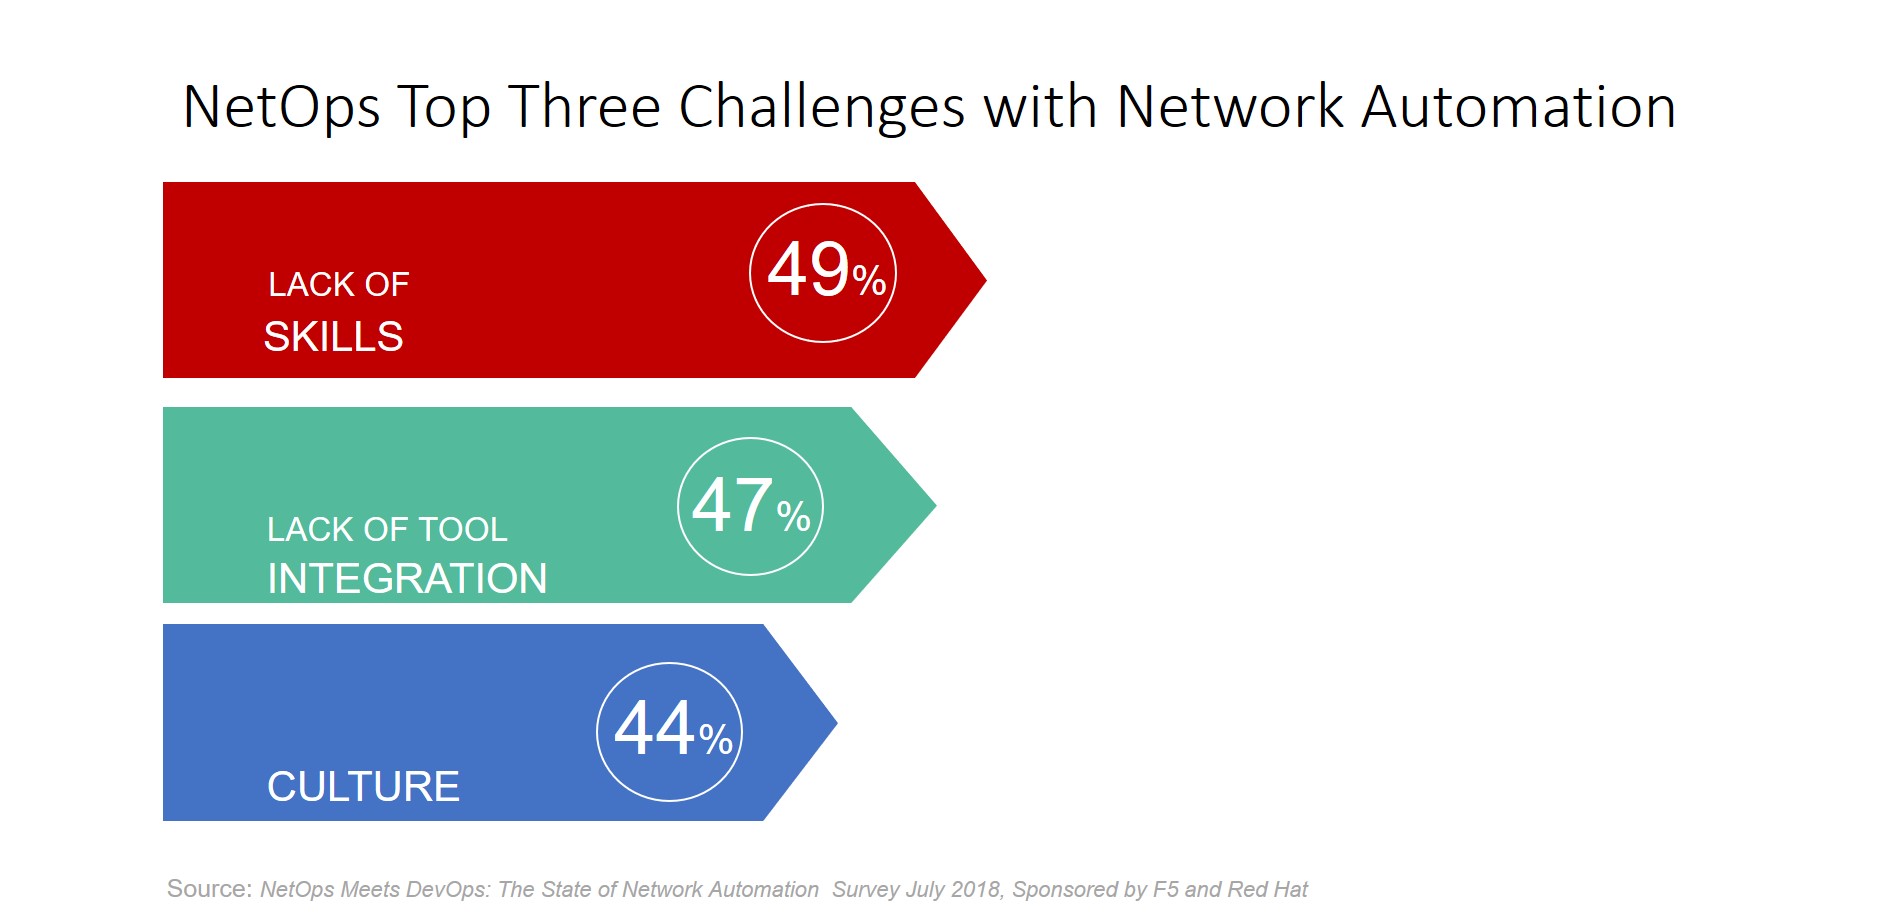 NetOps Top Three Challenges with Network Automation
LACK OF
SKILLS
49%
LACK OF TOOL
INTEGRATION
47%
CULTURE
44%
Source: NetOps Meets DevOps: The State of Network Automation  Survey July 2018, Sponsored by F5 and Red Hat